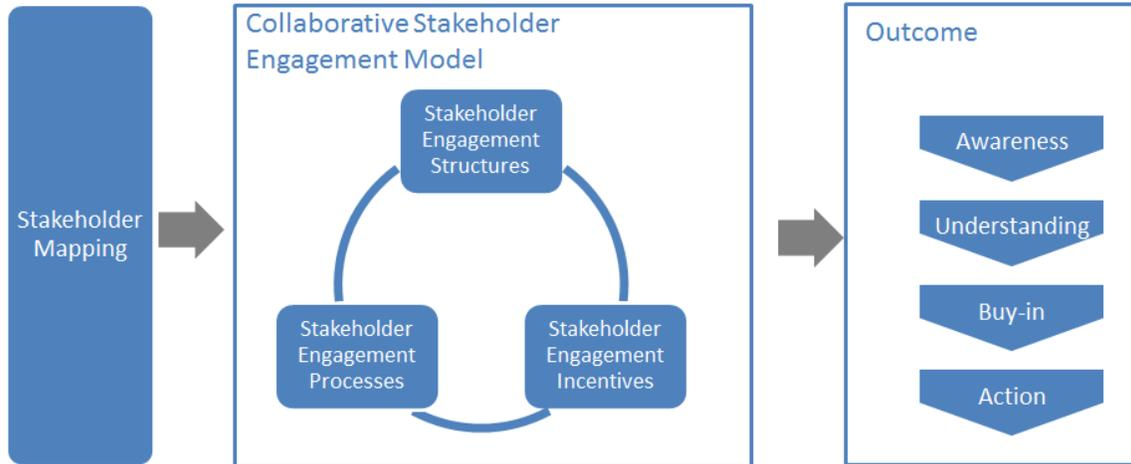 Stakeholder
Mapping
Collaborative Stakeholder
Engagement Model
Stakeholder
Engagement
Structures
Stakeholder
Engagement
Processes
Stakeholder
Engagement
Incentives
Outcome
Awareness
Understanding
Buy-in
Action